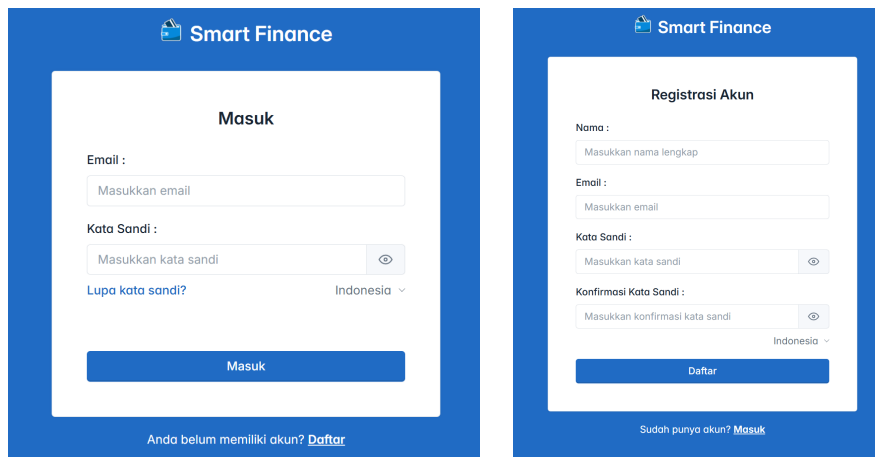 Smart Finance
Masuk
Email :
Masukkan email
Kata Sandi :
Masukkan kata sandi
Lupa kata sandi? Indonesia
Masuk
Anda belum memiliki akun? Daftar
Smart Finance
Registrasi Akun
Nama :
Masukkan nama lengkap
Email :
Masukkan email
Kata Sandi :
Masukkan kata sandi
Konfirmasi Kata Sandi :
Masukkan konfirmasi kata sandi
Indonesia
Daftar
Sudah punya akun? Masuk